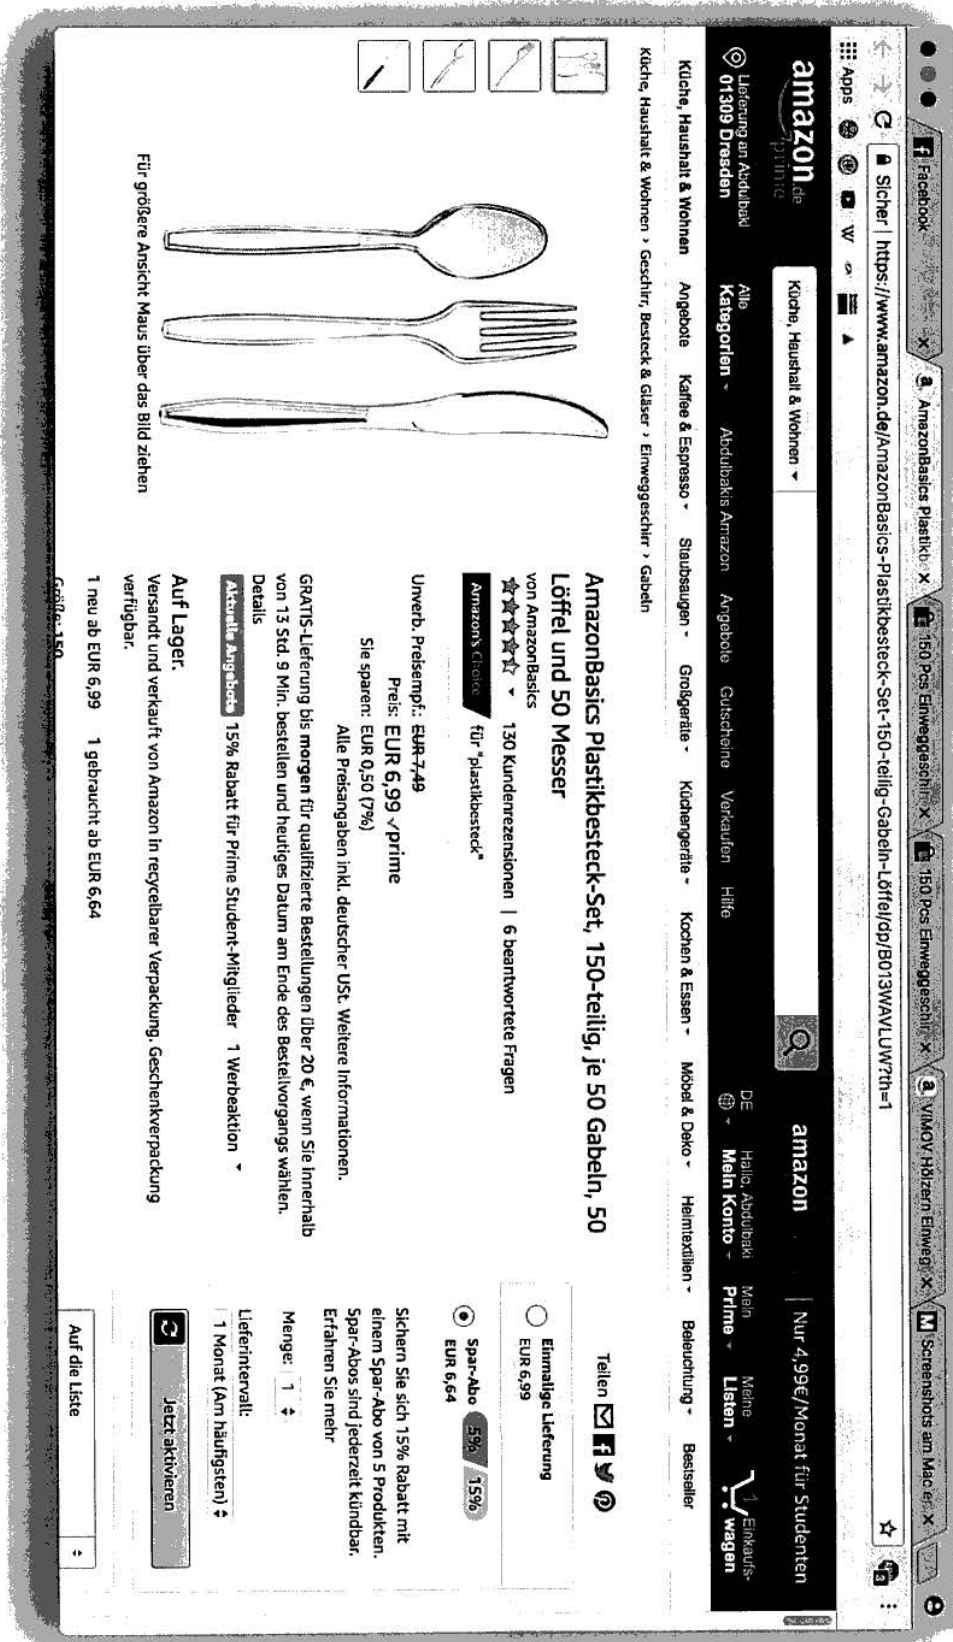 Facebook
AmazonBasics Plastikbe
150 Pcs Einweggeschir
150 Pcs Einweggeschir
VIMOV Hölzern Einweg
Screenshots am Mac er
Sicher | https://www.amazon.de/AmazonBasics-Plastikbesteck-Set-150-teilig-Gabeln-Löffel/dp/B013WAVLUW?th=1
Apps
amazon.de
prime
Küche, Haushalt & Wohnen
amazon
Nur 4,99€/Monat für Studenten
Lieferung an Abdulbaki
01309 Dresden
Alle
Kategorien
Abdulbakis Amazon Angebote Gutscheine Verkaufen Hilfe
DE
Hallo, Abdulbaki
Mein Konto
Mein
Prime
Meine
Listen
1 Einkaufs-
wagen
Küche, Haushalt & Wohnen Angebote Kaffee & Espresso Staubsaugen Großgeräte Küchengeräte Kochen & Essen Möbel & Deko Heimtextilien Beleuchtung Bestseller
Küche, Haushalt & Wohnen › Geschirr, Besteck & Gläser › Einweggeschirr › Gabeln
Für größere Ansicht Maus über das Bild ziehen
AmazonBasics Plastikbesteck-Set, 150-teilig, je 50 Gabeln, 50
Löffel und 50 Messer
von AmazonBasics
130 Kundenrezensionen | 6 beantwortete Fragen
Amazon's Choice für "plastikbesteck"
Unverb. Preisempf.: EUR 7,49
Preis: EUR 6,99 prime
Sie sparen: EUR 0,50 (7%)
Alle Preisangaben inkl. deutscher USt. Weitere Informationen.
GRATIS-Lieferung bis morgen für qualifizierte Bestellungen über 20 €, wenn Sie innerhalb
von 13 Std. 9 Min. bestellen und heutiges Datum am Ende des Bestellvorgangs wählen.
Details
Aktuelle Angebote 15% Rabatt für Prime Student-Mitglieder 1 Werbeaktion
Auf Lager.
Versandt und verkauft von Amazon in recycelbarer Verpackung. Geschenkverpackung
verfügbar.
1 neu ab EUR 6,99 1 gebraucht ab EUR 6,64
Größe: 150
Teilen
Einmalige Lieferung
EUR 6,99
Spar-Abo 5% 15%
EUR 6,64
Sichern Sie sich 15% Rabatt mit
einem Spar-Abo von 5 Produkten.
Spar-Abos sind jederzeit kündbar.
Erfahren Sie mehr
Menge: 1
Lieferintervall:
1 Monat (Am häufigsten)
Jetzt aktivieren
Auf die Liste